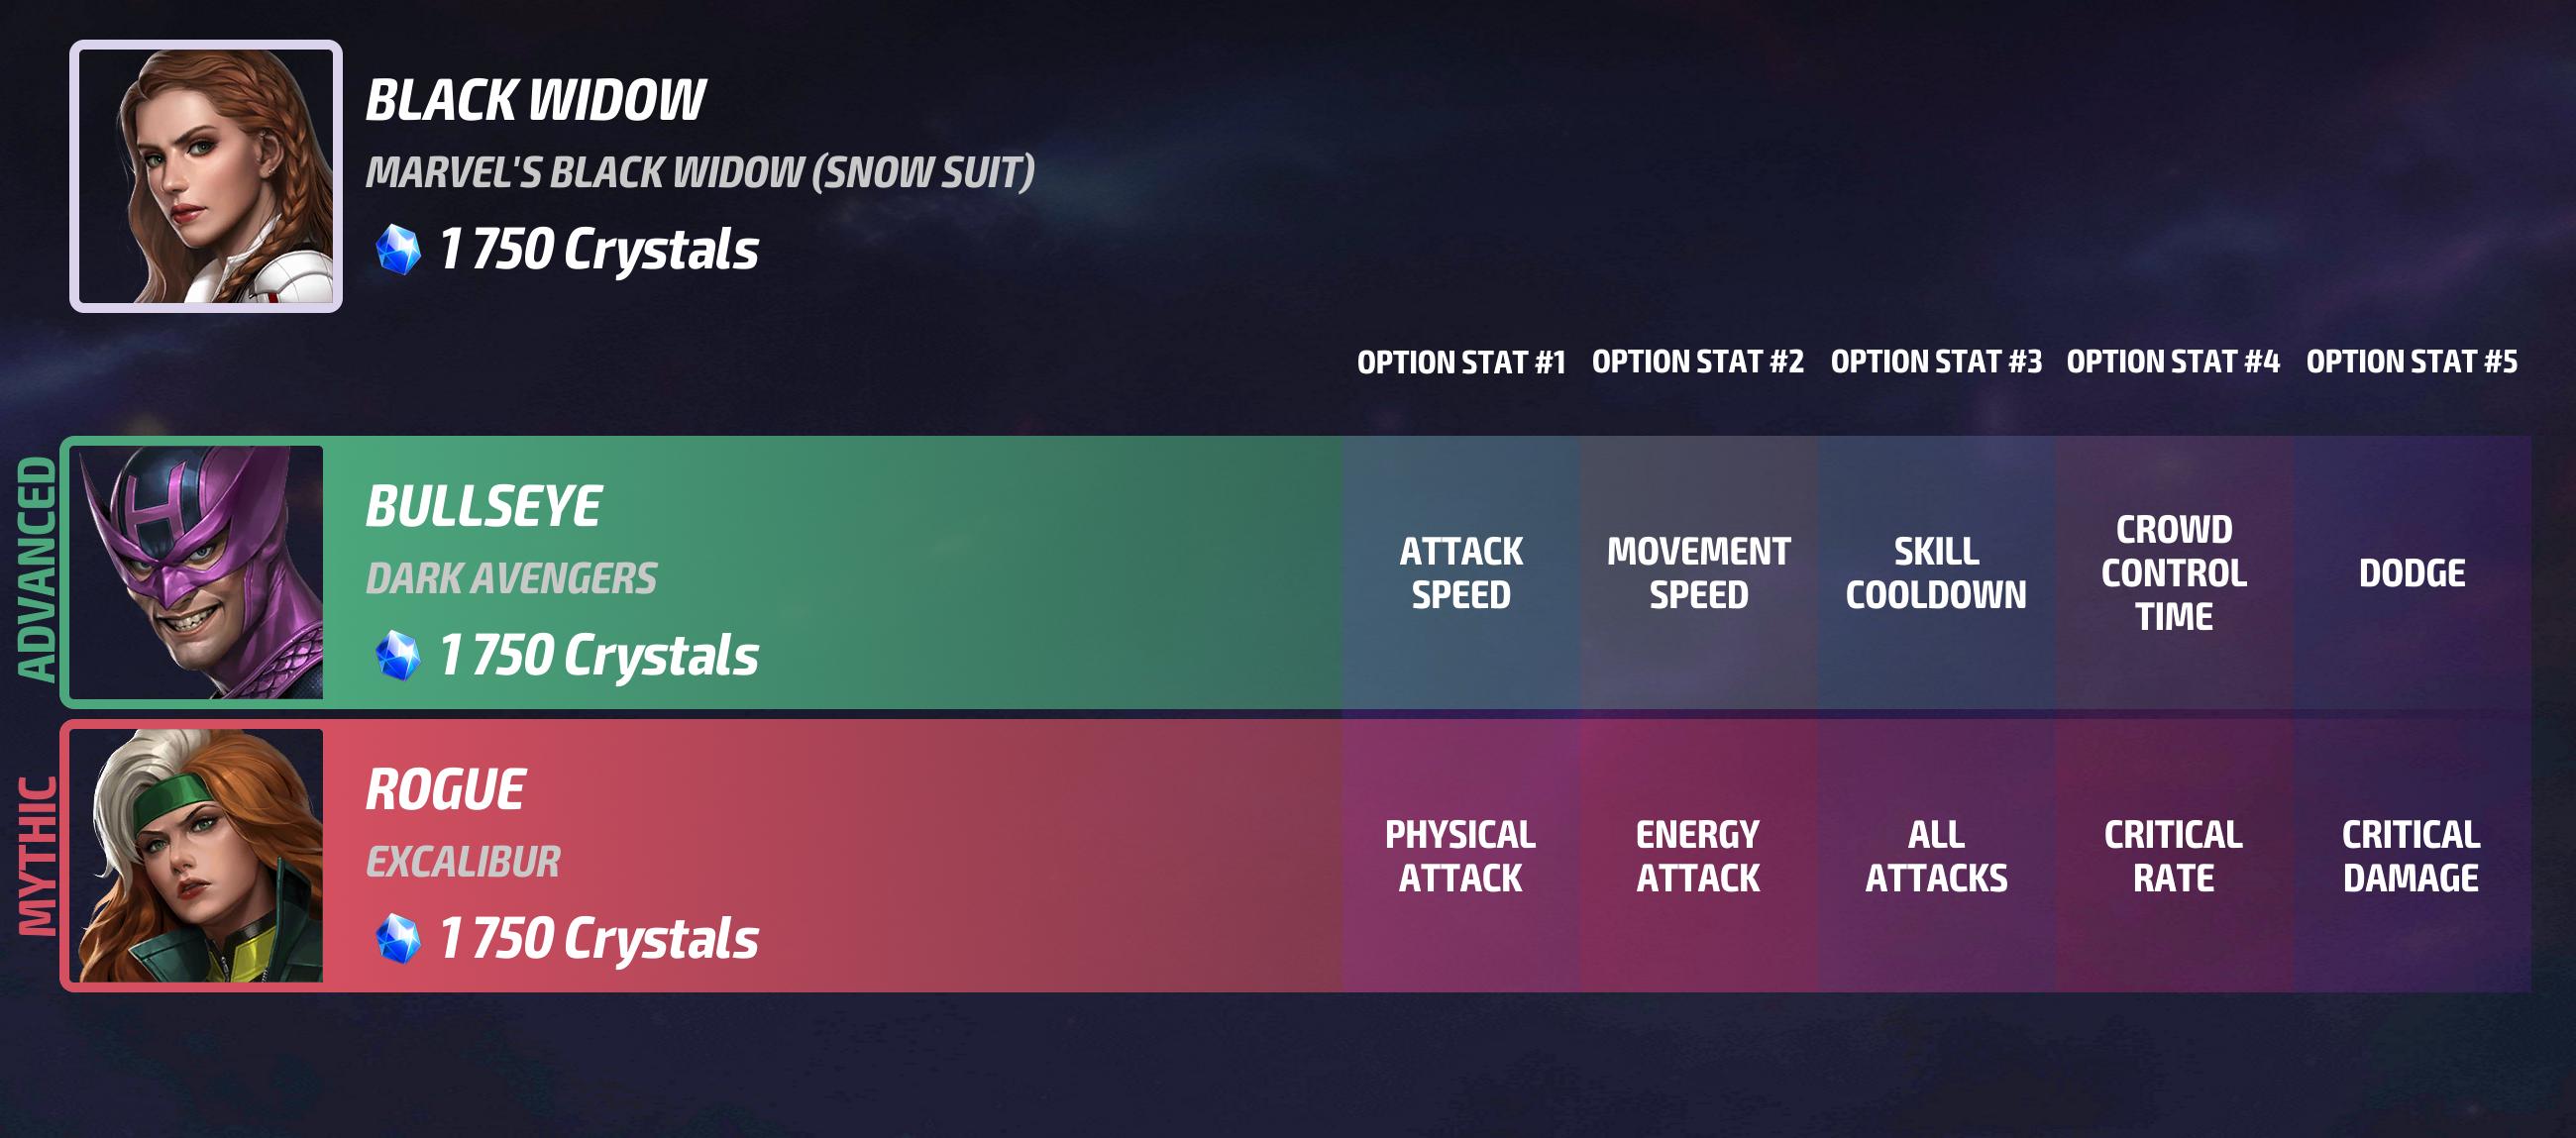 BLACK WIDOW
MARVEL'S BLACK WIDOW (SNOW SUIT)
1 750 Crystals
OPTION STAT #1 OPTION STAT #2 OPTION STAT #3 OPTION STAT #4 OPTION STAT #5
ADVANCED
H
BULLSEYE
DARK AVENGERS
1 750 Crystals
ATTACK
SPEED
MOVEMENT
SPEED
SKILL
COOLDOWN
CROWD
CONTROL
TIME
DODGE
MYTHIC
ROGUE
EXCALIBUR
1 750 Crystals
PHYSICAL
ATTACK
ENERGY
ATTACK
ALL
ATTACKS
CRITICAL
RATE
CRITICAL
DAMAGE